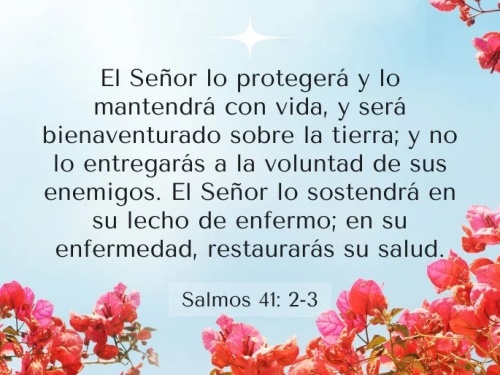 El Señor lo protegerá y lo
mantendrá con vida, y será
bienaventurado sobre la tierra; y no
lo entregarás a la voluntad de sus
enemigos. El Señor lo sostendrá en
su lecho de enfermo; en su
enfermedad, restaurarás su salud.
Salmos 41: 2-3